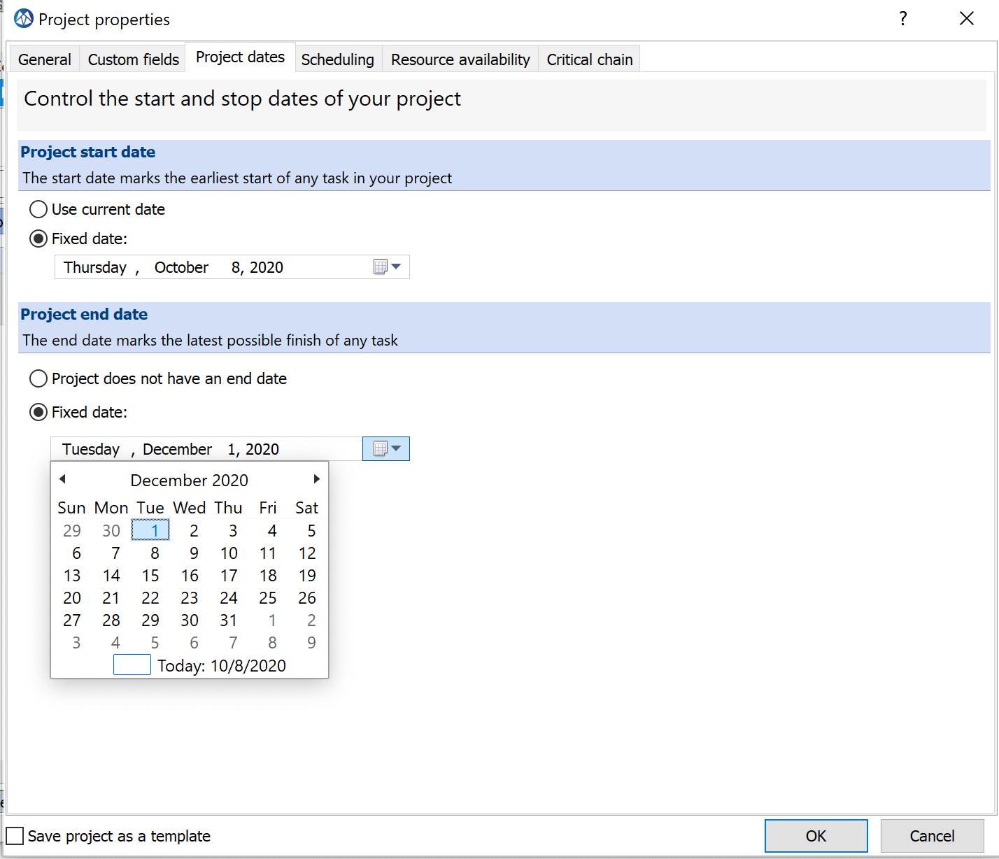 Project properties ?
General Custom fields Project dates Scheduling Resource availability Critical chain
Control the start and stop dates of your project
Project start date
The start date marks the earliest start of any task in your project
Use current date
Fixed date:
Thursday , October 8, 2020
Project end date
The end date marks the latest possible finish of any task
Project does not have an end date
Fixed date:
Tuesday , December 1, 2020
December 2020
Sun Mon Tue Wed Thu Fri Sat
29 30 1 2 3 4 5
6 7 8 9 10 11 12
13 14 15 16 17 18 19
20 21 22 23 24 25 26
27 28 29 30 31 1 2
3 4 5 6 7 8 9
Today: 10/8/2020
Save project as a template
OK Cancel